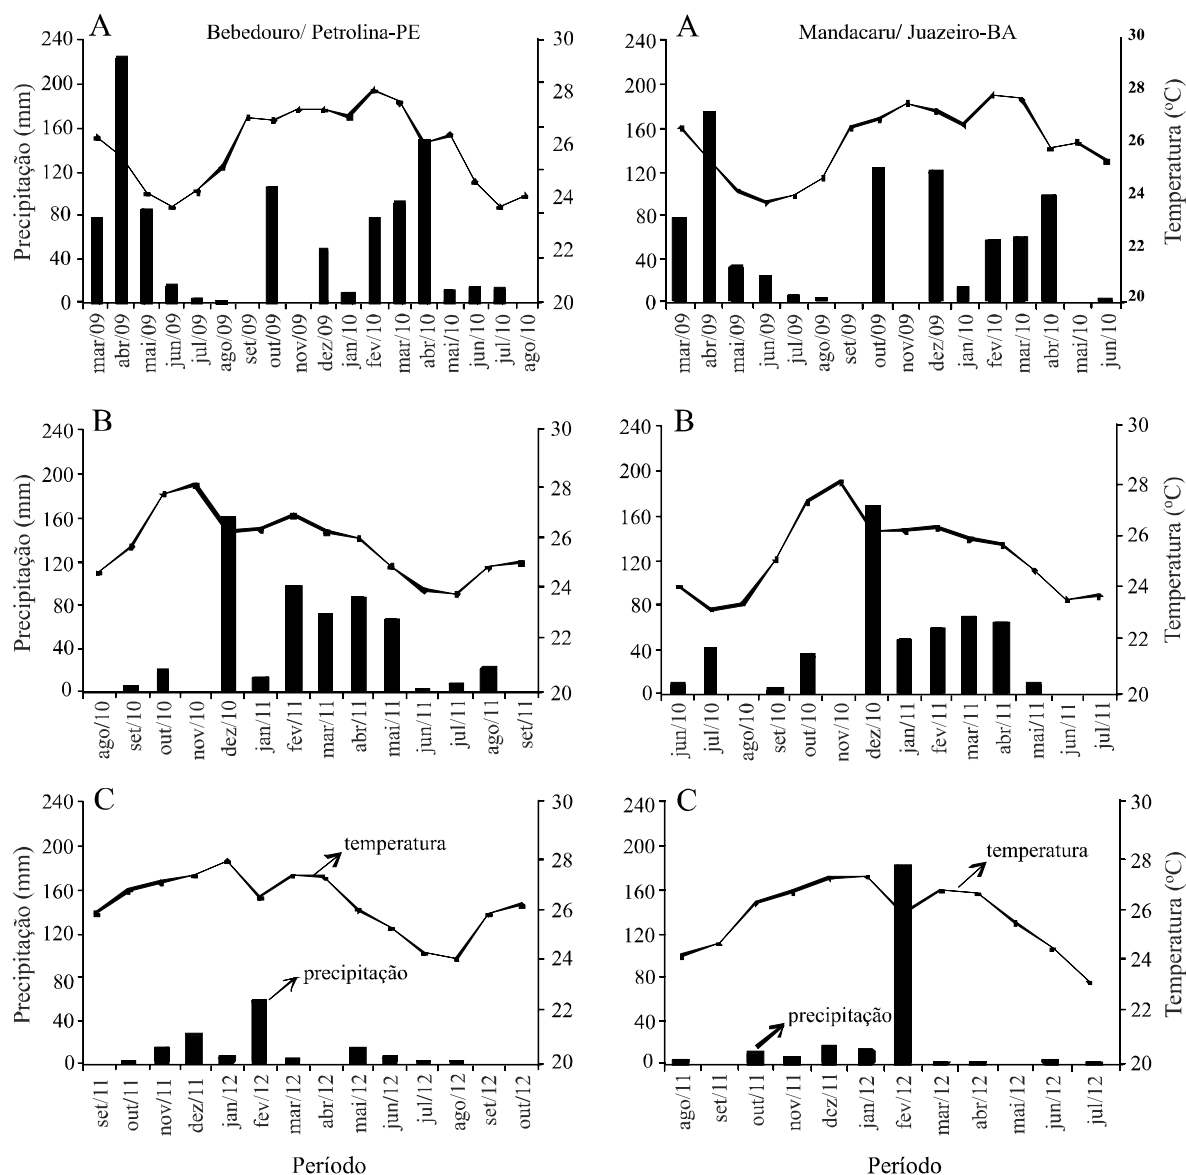 A
Bebedouro/ Petrolina-PE
Precipitação (mm)
240
200
160
120
80
40
0
30
28
26
24
22
20
mar/09
abr/09
mai/09
jun/09
jul/09
ago/09
set/09
out/09
nov/09
dez/09
jan/10
fev/10
mar/10
abr/10
mai/10
jun/10
jul/10
ago/10
A
Mandacaru/ Juazeiro-BA
240
200
160
120
80
40
0
30
28
26
24
22
20
Temperatura (ºC)
mar/09
abr/09
mai/09
jun/09
jul/09
ago/09
set/09
out/09
nov/09
dez/09
jan/10
fev/10
mar/10
abr/10
mai/10
jun/10
B
Precipitação (mm)
240
200
160
120
80
40
0
30
28
26
24
22
20
ago/10
set/10
out/10
nov/10
dez/10
jan/11
fev/11
mar/11
abr/11
mai/11
jun/11
jul/11
ago/11
set/11
B
240
200
160
120
80
40
0
30
28
26
24
22
20
Temperatura (ºC)
jun/10
jul/10
ago/10
set/10
out/10
nov/10
dez/10
jan/11
fev/11
mar/11
abr/11
mai/11
jun/11
jul/11
C
Precipitação (mm)
240
200
160
120
80
40
0
temperatura
precipitação
30
28
26
24
22
20
set/11
out/11
nov/11
dez/11
jan/12
fev/12
mar/12
abr/12
mai/12
jun/12
jul/12
ago/12
set/12
out/12
Período
C
240
200
160
120
80
40
0
temperatura
precipitação
30
28
26
24
22
20
Temperatura (ºC)
ago/11
set/11
out/11
nov/11
dcz/11
jan/12
fev/12
mar/12
abr/12
mai/12
jun/12
jul/12
Período